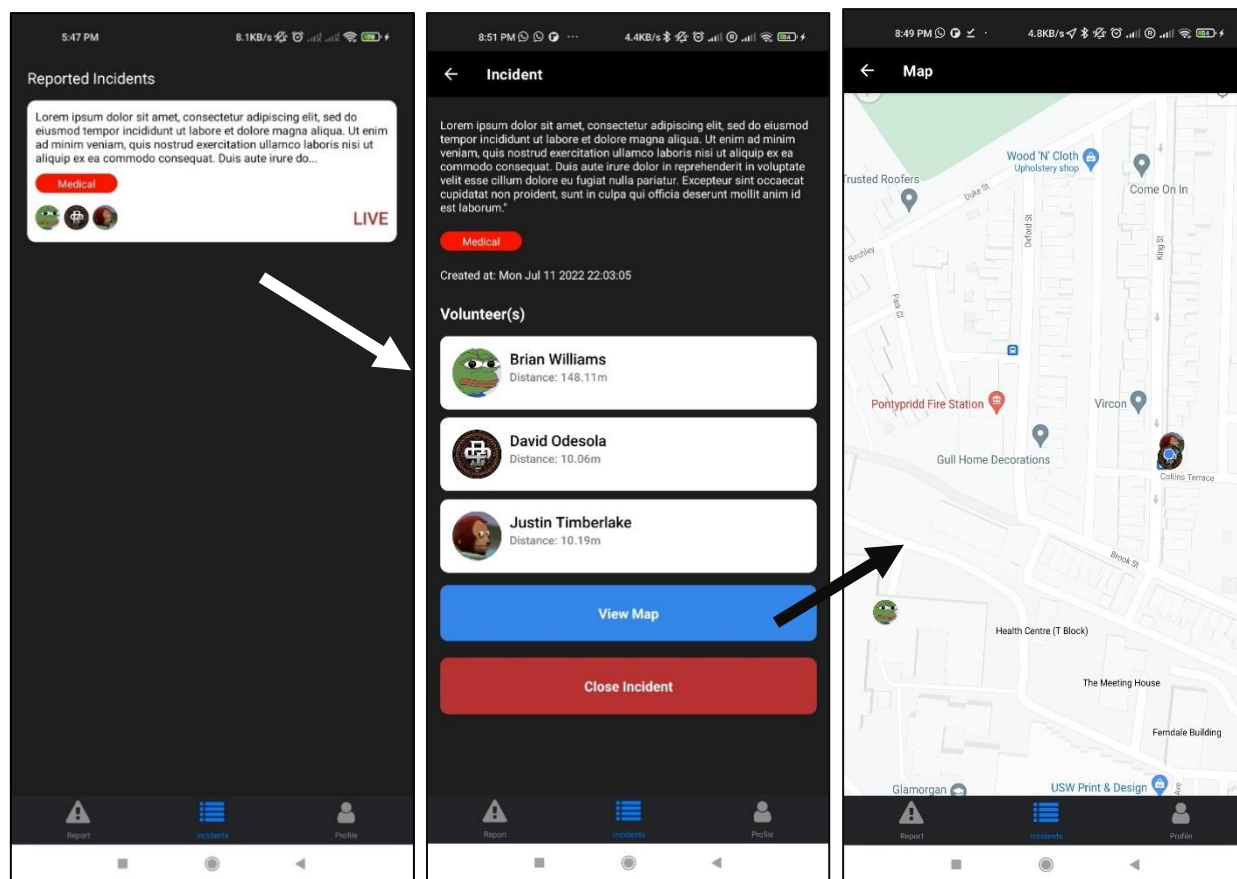 5:47 PM
8.1KB/s
Reported Incidents
Lorem ipsum dolor sit amet, consectetur adipiscing elit, sed do
eiusmod tempor incididunt ut labore et dolore magna aliqua. Ut enim
ad minim veniam, quis nostrud exercitation ullamco laboris nisi ut
aliquip ex ea commodo consequat. Duis aute irure do...
Medical
LIVE
Report
Incidents
Profile
8:51 PM
4.4KB/s
Incident
Lorem ipsum dolor sit amet, consectetur adipiscing elit, sed do eiusmod
tempor incididunt ut labore et dolore magna aliqua. Ut enim ad minim
veniam, quis nostrud exercitation ullamco laboris nisi ut aliquip ex ea
commodo consequat. Duis aute irure dolor in reprehenderit in voluptate
velit esse cillum dolore eu fugiat nulla pariatur. Excepteur sint occaecat
cupidatat non proident, sunt in culpa qui officia deserunt mollit anim id
est laborum."
Medical
Created at: Mon Jul 11 2022 22:03:05
Volunteer(s)
Brian Williams
Distance: 148.11m
David Odesola
Distance: 10.06m
Justin Timberlake
Distance: 10.19m
View Map
Close Incident
Report
Incidents
Profile
8:49 PM
4.8KB/s
Map
Wood 'N' Cloth
Upholstery shop
Trusted Roofers
Come On In
Duke St
Oxford St
King St
Birchley
Park Ct
Pontypridd Fire Station
Vircon
Gull Home Decorations
Collins Terrace
Brook St
Health Centre (T Block)
The Meeting House
Ferndale Building
Glamorgan
USW Print & Design
Ave
Report
Incidents
Profile